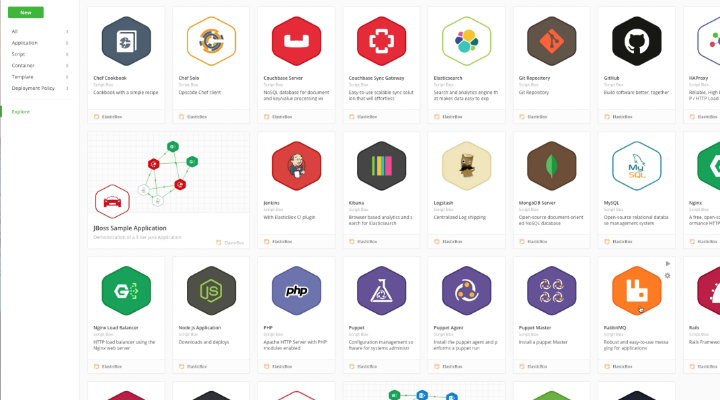 New
All
Application
Script
Container
Template
Deployment Policy
Explore
Chef Cookbook
Script Box
Cookbook with a simple recipe
ElasticBox
Chef Solo
Script Box
Opscode Chef client
ElasticBox
Couchbase Server
Script Box
NoSQL database for document
and key/value processing wi
ElasticBox
Couchbase Sync Gateway
Script Box
Easy-to-use scalable sync solut
ion that will effortless
ElasticBox
Elasticsearch
Script Box
Search and analytics engine th
at makes data easy to exp
ElasticBox
Git Repository
Script Box
Git Repository
ElasticBox
GitHub
Script Box
Build software better, together
ElasticBox
HAProxy
Script Box
Reliable, High
P / HTTP Load
JBoss Sample Application
Demonstration of a 3 tier Java Application
ElasticBox
Jenkins
Script Box
With ElasticBox CI plugin
ElasticBox
Kibana
Script Box
Browser based analytics and s
earch for Elasticsearch
ElasticBox
Logstash
Script Box
Centralized Log shipping
ElasticBox
MongoDB Server
Script Box
Open-source document-orient
ed NoSQL database
ElasticBox
MySQL
MySQL
Script Box
Open-source relational databa
se management system
ElasticBox
Nginx
Script Box
A free, open-s
ormance HTT
Nginx Load Balancer
Script Box
HTTP load balancer using the
Nginx web server
ElasticBox
JS
Node js Application
Script Box
Downloads and deploys
ElasticBox
php
PHP
Script Box
Apache HTTP Server with PHP
modules enabled
ElasticBox
Puppet
Script Box
Configuration management so
ftware for systems administr
ElasticBox
Puppet Agent
Script Box
Install the puppet agent and p
erforms a puppet run
ElasticBox
Puppet Master
Script Box
Install a puppet Master
ElasticBox
RabbitMQ
Script Box
Robust and easy-to-use messa
ging for applications
ElasticBox
Rails
Script Box
Rails Framew